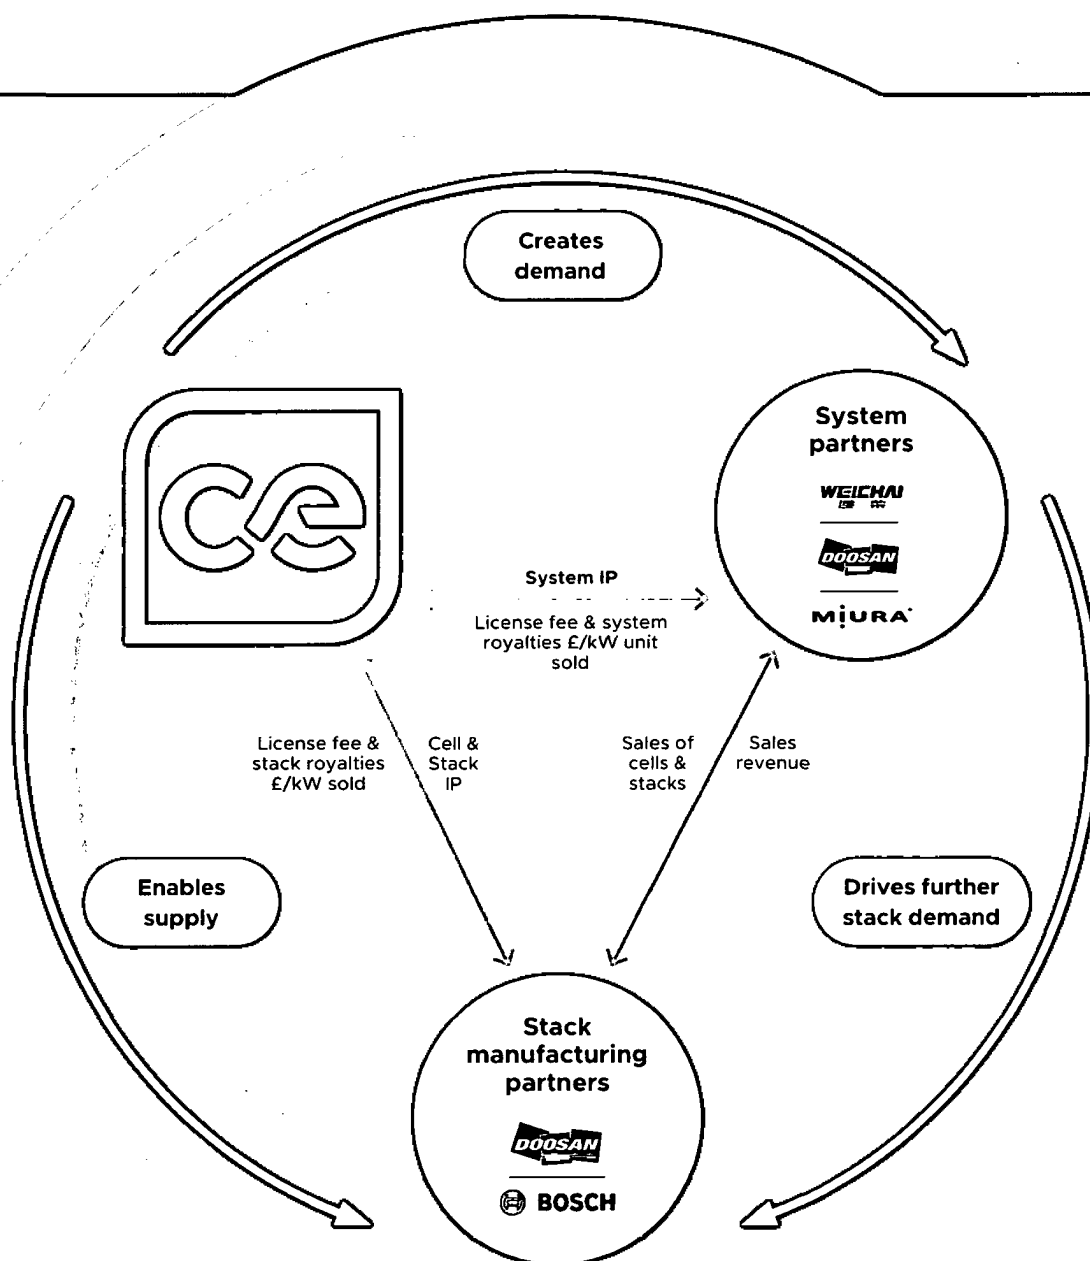 Creates
demand
ce
System
partners
WEICHAI
DOOSAN
MIURA
System IP
License fee & system
royalties £/kW unit
sold
License fee &
stack royalties
£/kW sold
Cell &
Stack
IP
Sales of
cells &
stacks
Sales
revenue
Enables
supply
Drives further
stack demand
Stack
manufacturing
partners
DOOSAN
BOSCH